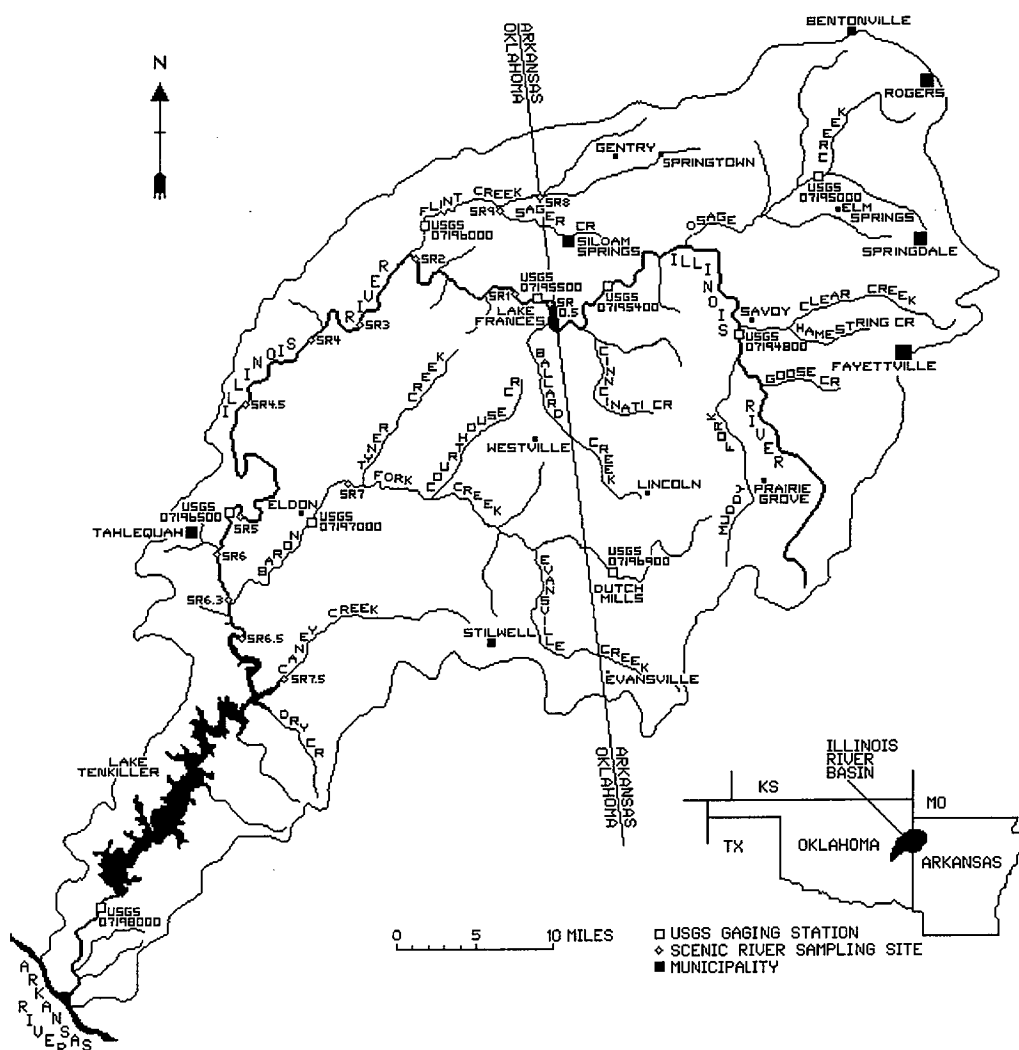 BENTONVILLE
N
ARKANSAS
OKLAHOMA
ROGERS
CREEK
GENTRY
SPRINGTOWN
USGS
07195000
FLINT CREEK
SR8
SR9
SAGER CR
ELM
SPRINGS
OSAGE
USGS
07196000
SILOAM
SPRINGS
SPRINGDALE
SR2
ILLINOIS
RIVER
USGS
07195500
USGS
07195400
SR1
SR
0.5
LAKE
FRANCES
SAVOY
CLEAR CREEK
HAMESTRING CR
SR3
SR4
USGS
07194800
FAYETTVILLE
ILLINOIS
RIVER
GOOSE CR
BALLARD
CREEK
CINNCINATI CR
SR4.5
TYNER CREEK
COURTHOUSE CR
WESTVILLE
MUDDY FORK
LINCOLN
PRAIRIE
GROVE
BARON FORK CREEK
SR7
ELDON
USGS
07196500
SR5
USGS
07197000
TAHLEQUAH
SR6
USGS
07196900
DUTCH
MILLS
EVANSVILLE
CREEK
SR6.3
STILWELL
CANEY CREEK
SR6.5
SR7.5
EVANSVILLE
DRY CR
LAKE
TENKILLER
ARKANSAS
OKLAHOMA
ILLINOIS
RIVER
BASIN
KS
MO
TX
OKLAHOMA
ARKANSAS
USGS
07198000
0 5 10 MILES
USGS GAGING STATION
SCENIC RIVER SAMPLING SITE
MUNICIPALITY
ARKANSAS
RIVER